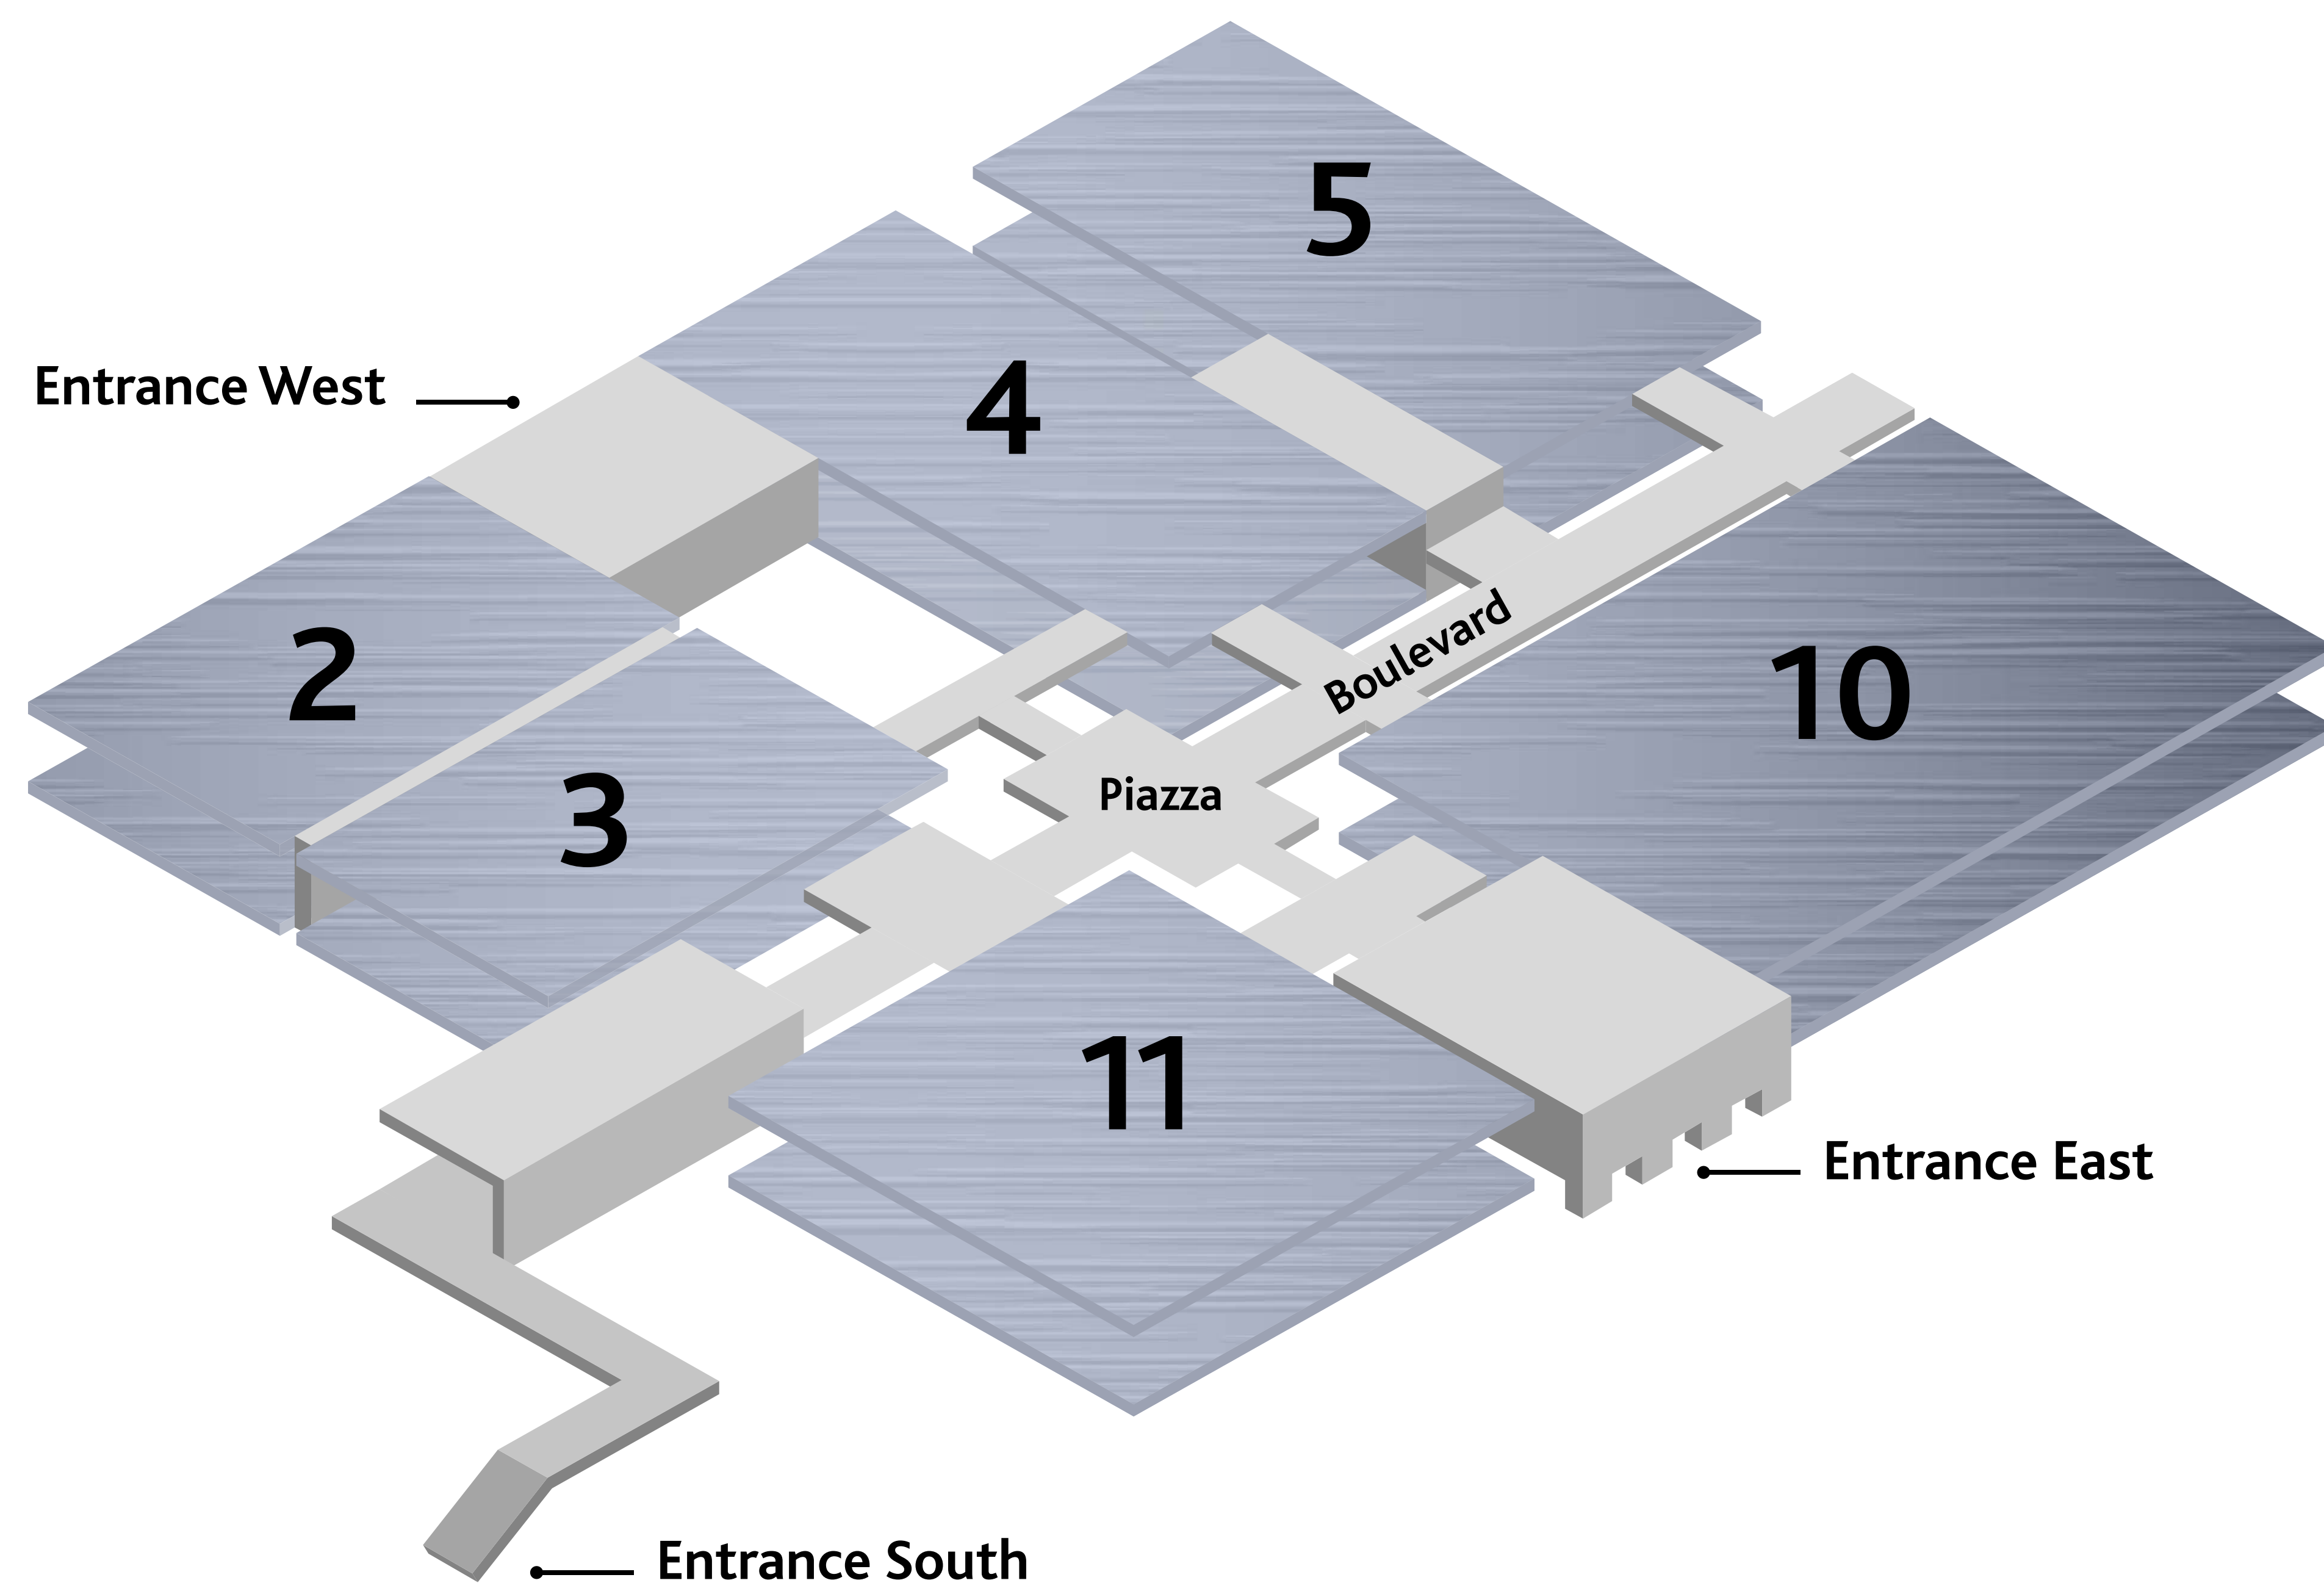 5
4
Entrance West
2
Boulevard
10
3
Piazza
11
Entrance East
Entrance South